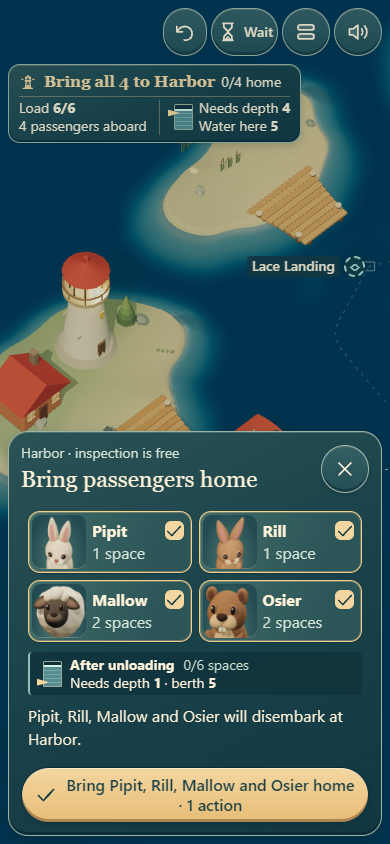 Wait
Bring all 4 to Harbor 0/4 home
Load 6/6
4 passengers aboard
Needs depth 4
Water here 5
Lace Landing
Harbor · inspection is free
Bring passengers home
Pipit
1 space
Rill
1 space
Mallow
2 spaces
Osier
2 spaces
After unloading 0/6 spaces
Needs depth 1 · berth 5
Pipit, Rill, Mallow and Osier will disembark at
Harbor.
Bring Pipit, Rill, Mallow and Osier home
· 1 action